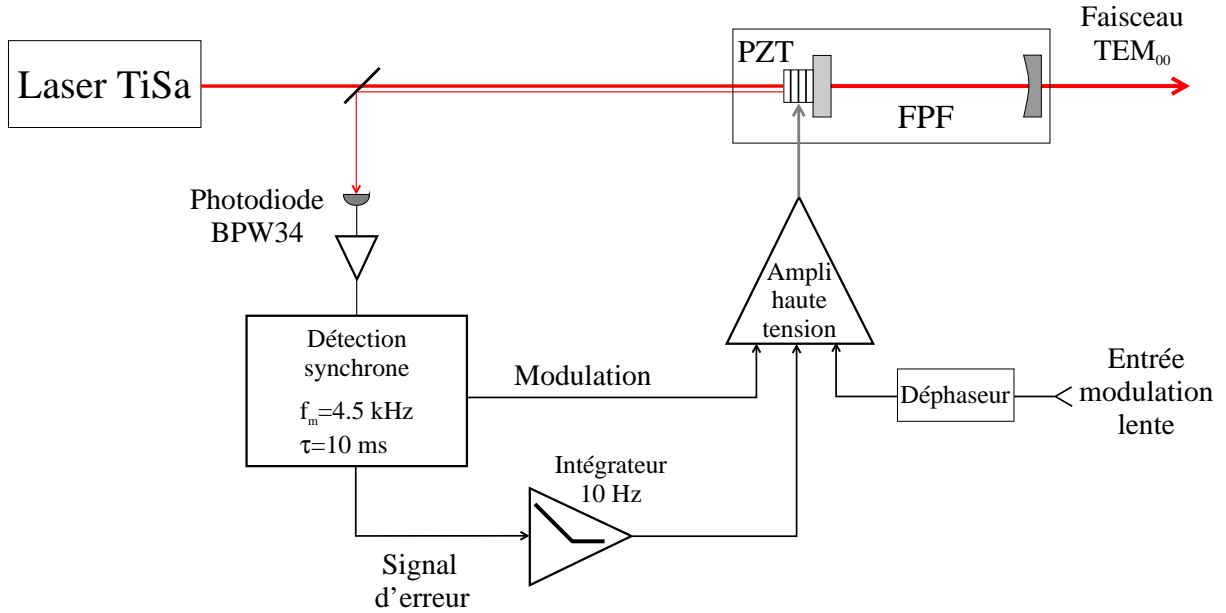 Laser TiSa
PZT
FPF
Faisceau
TEM₀₀
Photodiode
BPW34
Ampli
haute
tension
Détection
synchrone
fₘ=4.5 kHz
τ=10 ms
Modulation
Déphaseur
Entrée
modulation
lente
Intégrateur
10 Hz
Signal
d'erreur